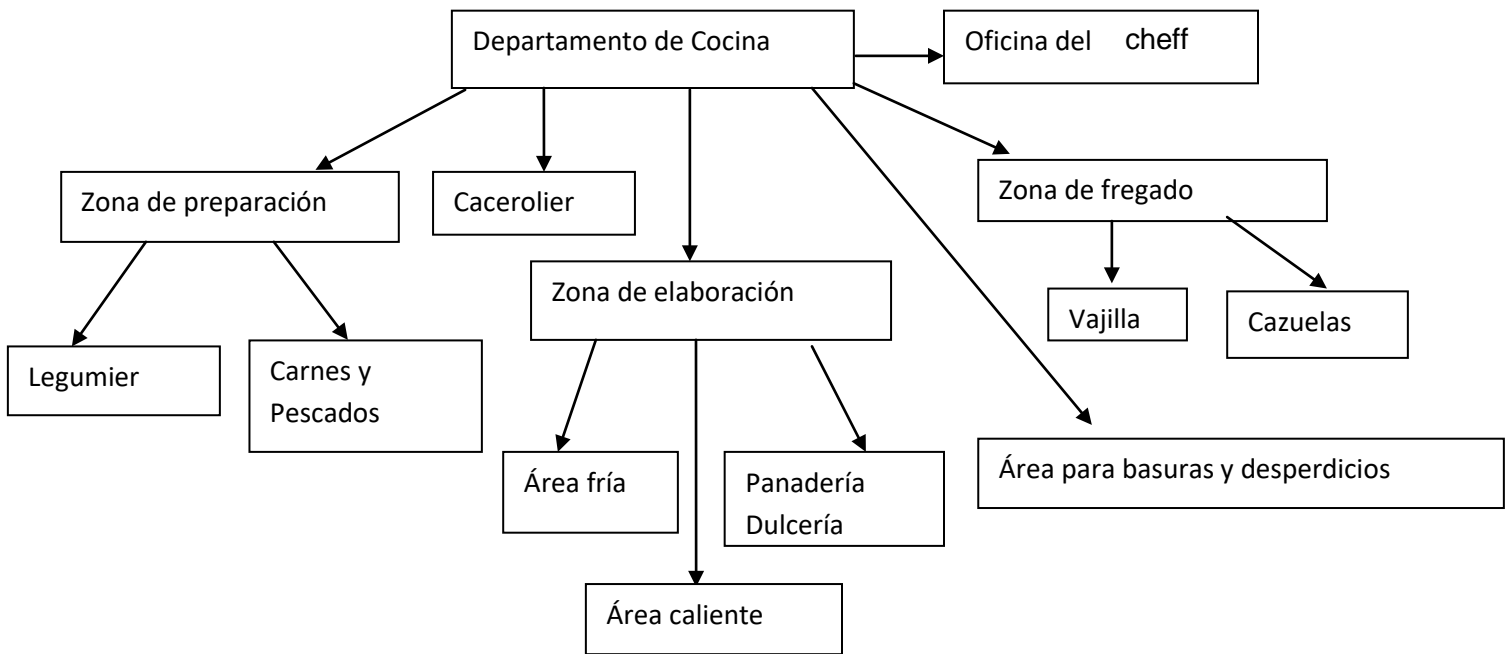 Departamento de Cocina
Oficina del cheff
Zona de preparación
Cacerolier
Zona de fregado
Zona de elaboración
Vajilla
Cazuelas
Legumier
Carnes y
Pescados
Área fría
Panadería
Dulcería
Área para basuras y desperdicios
Área caliente